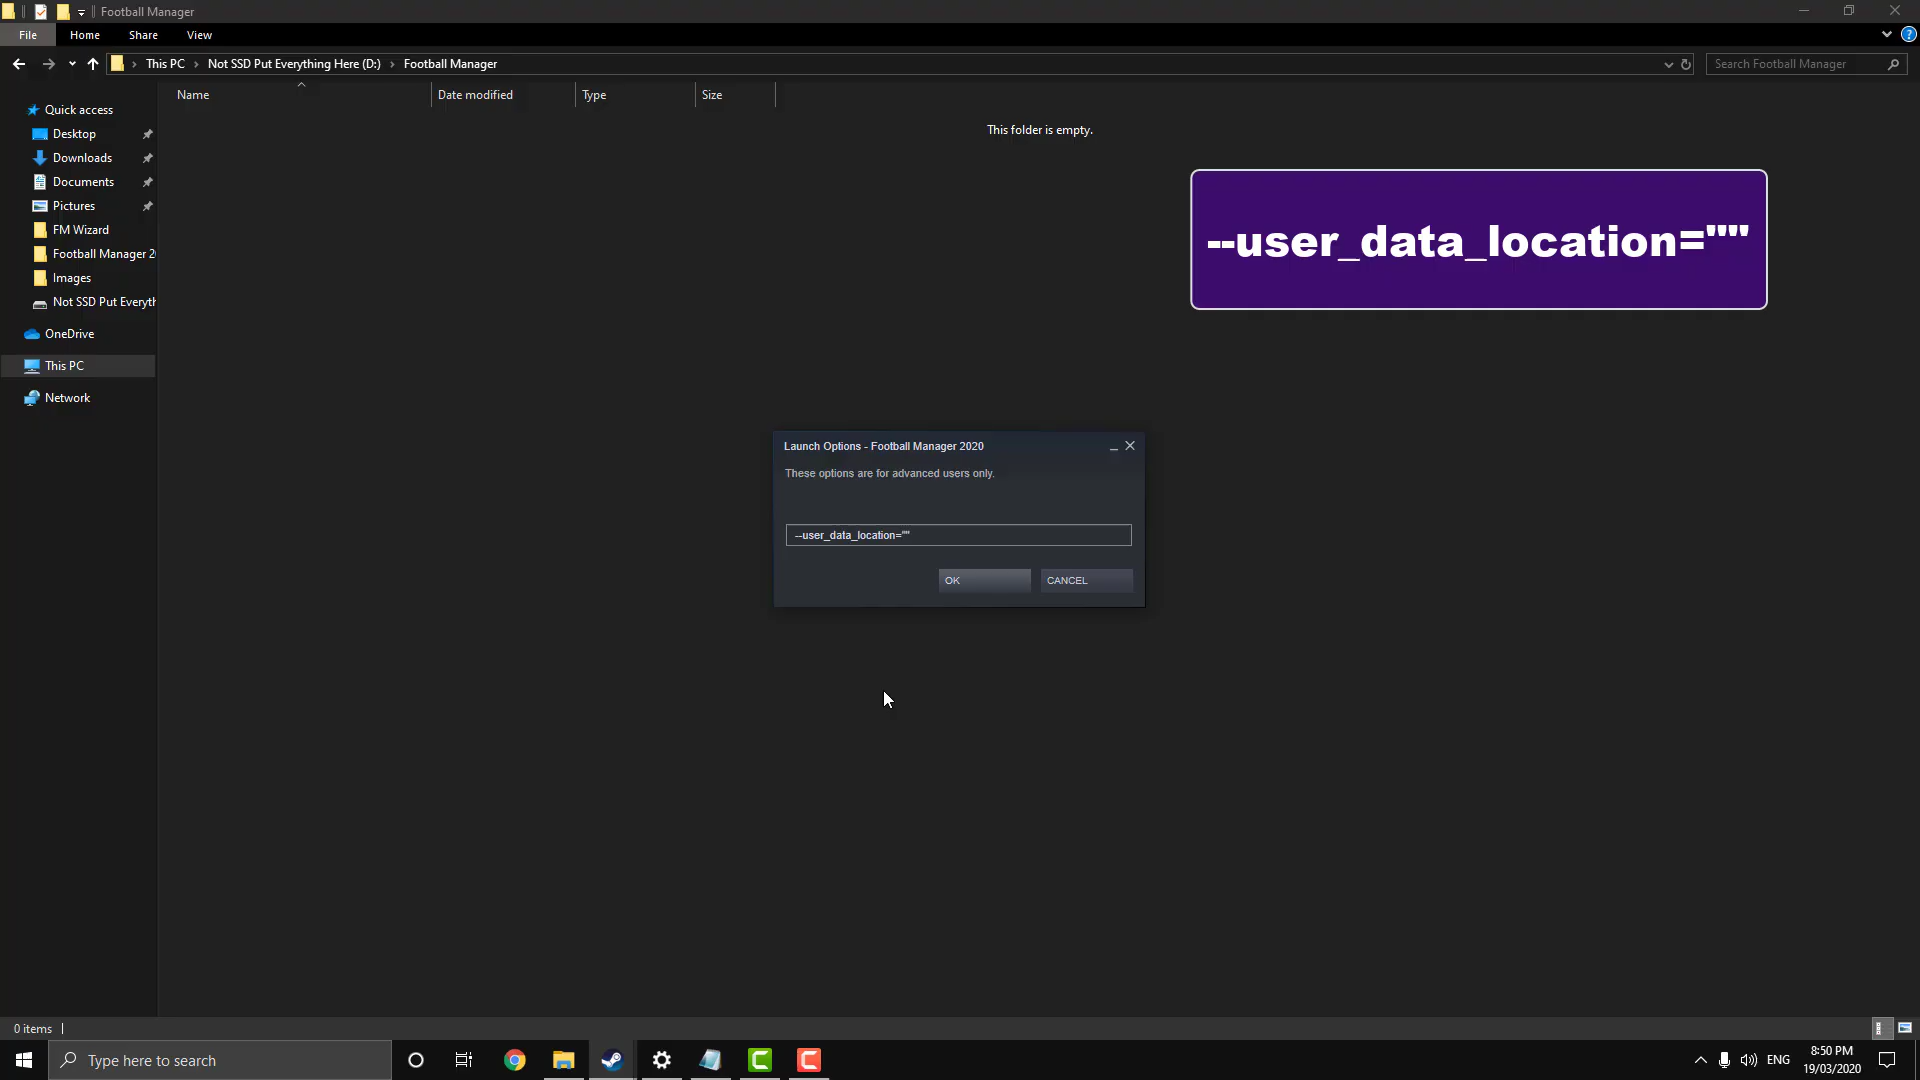 Football Manager
File Home Share View
This PC Not SSD Put Everything Here (D:) Football Manager
Search Football Manager
Name Date modified Type Size
This folder is empty.
Quick access
Desktop
Downloads
Documents
Pictures
FM Wizard
Football Manager 20
Images
Not SSD Put Everyth
OneDrive
This PC
Network
--user_data_location=""
Launch Options - Football Manager 2020
These options are for advanced users only.
--user_data_location=""
OK CANCEL
0 items
Type here to search
ENG
8:50 PM
19/03/2020